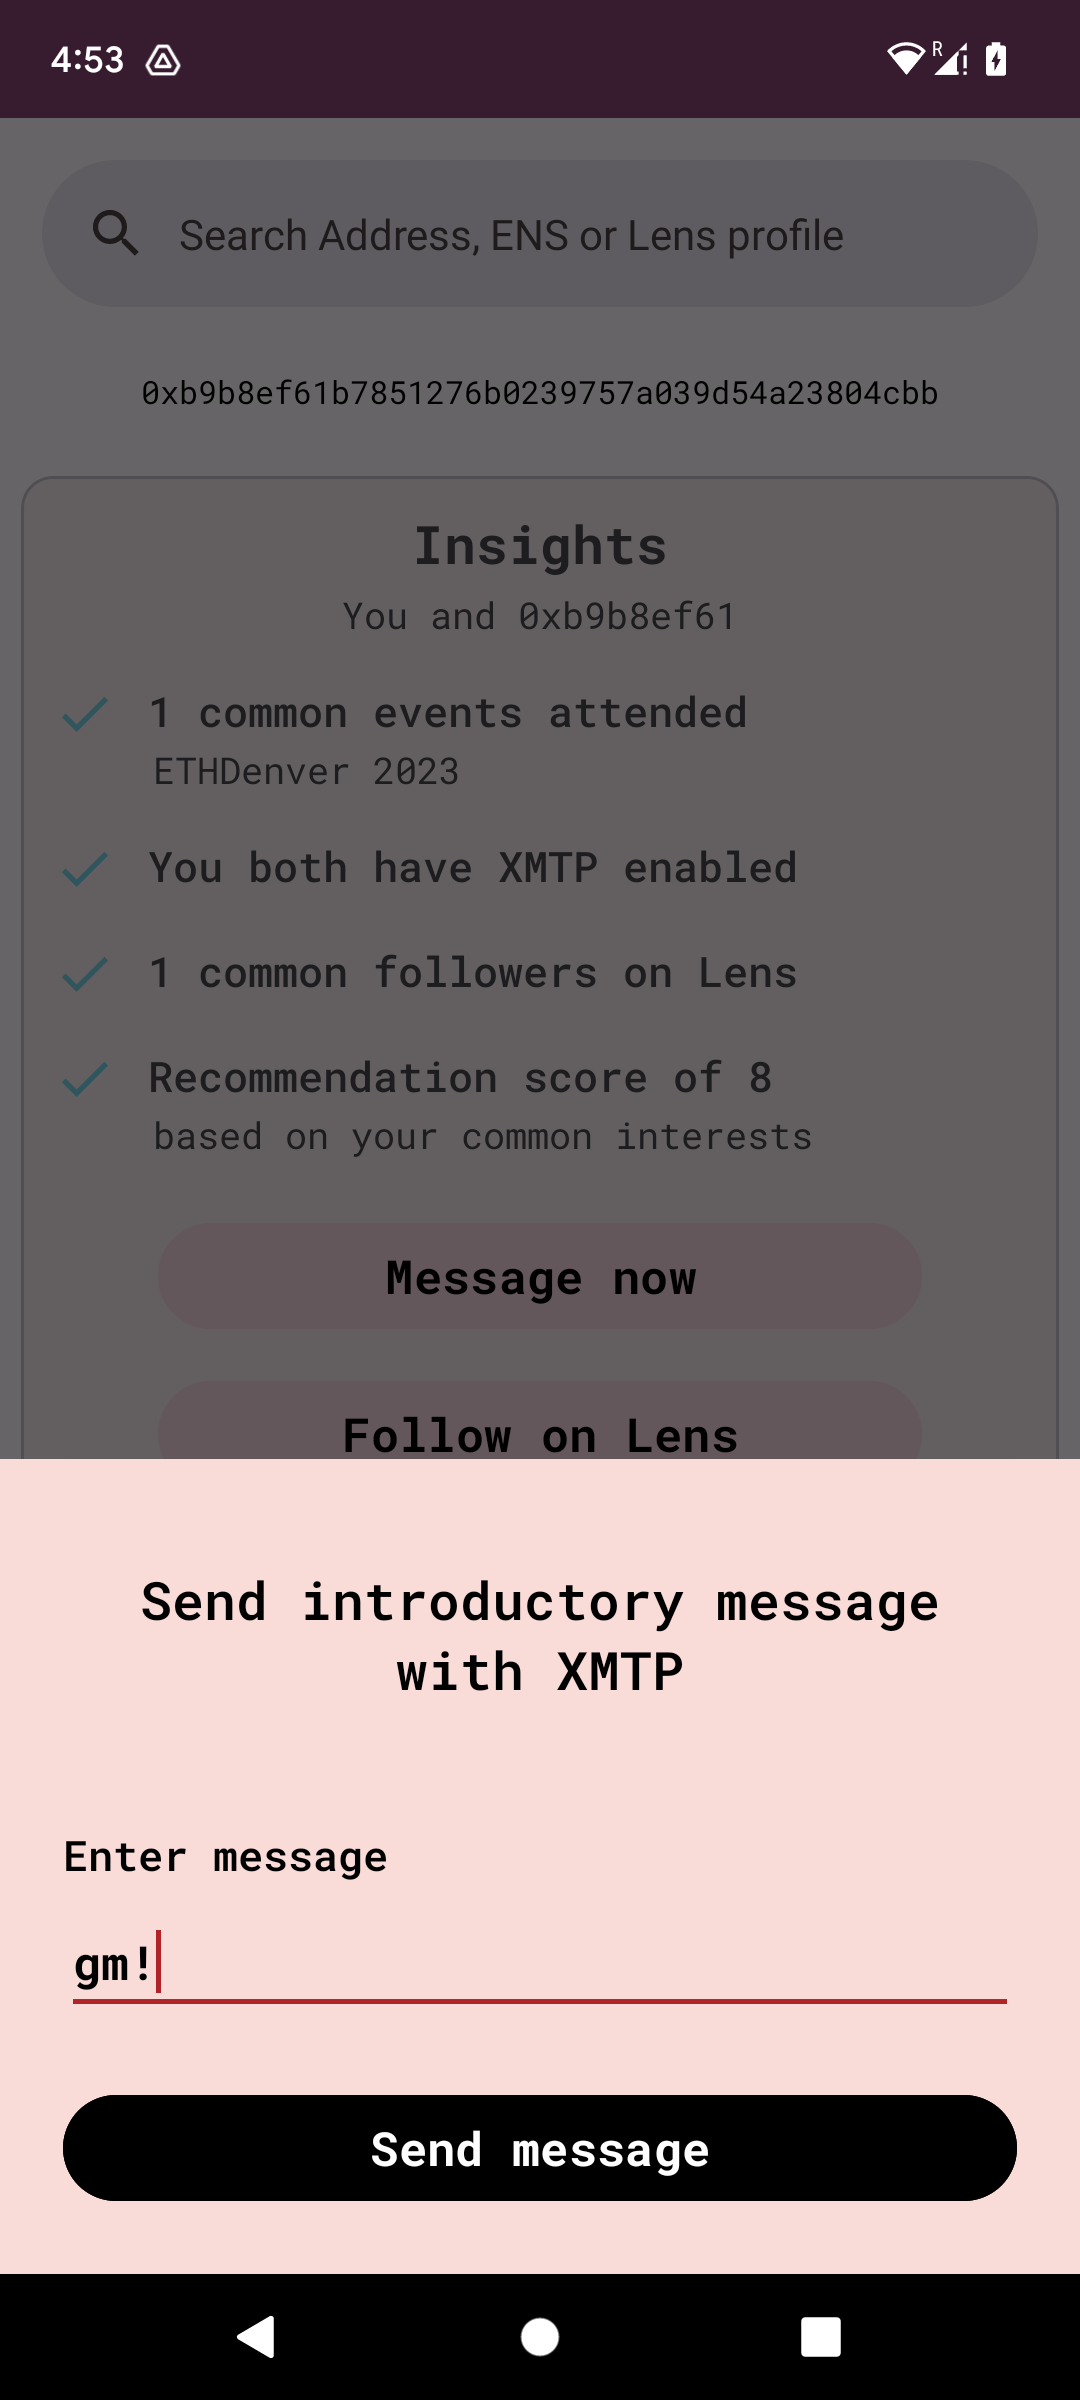 4:53
R
Search Address, ENS or Lens profile
0xb9b8ef61b7851276b0239757a039d54a23804cbb
Insights
You and 0xb9b8ef61
1 common events attended
ETHDenver 2023
You both have XMTP enabled
1 common followers on Lens
Recommendation score of 8
based on your common interests
Message now
Follow on Lens
Send introductory message
with XMTP
Enter message
gm!
Send message